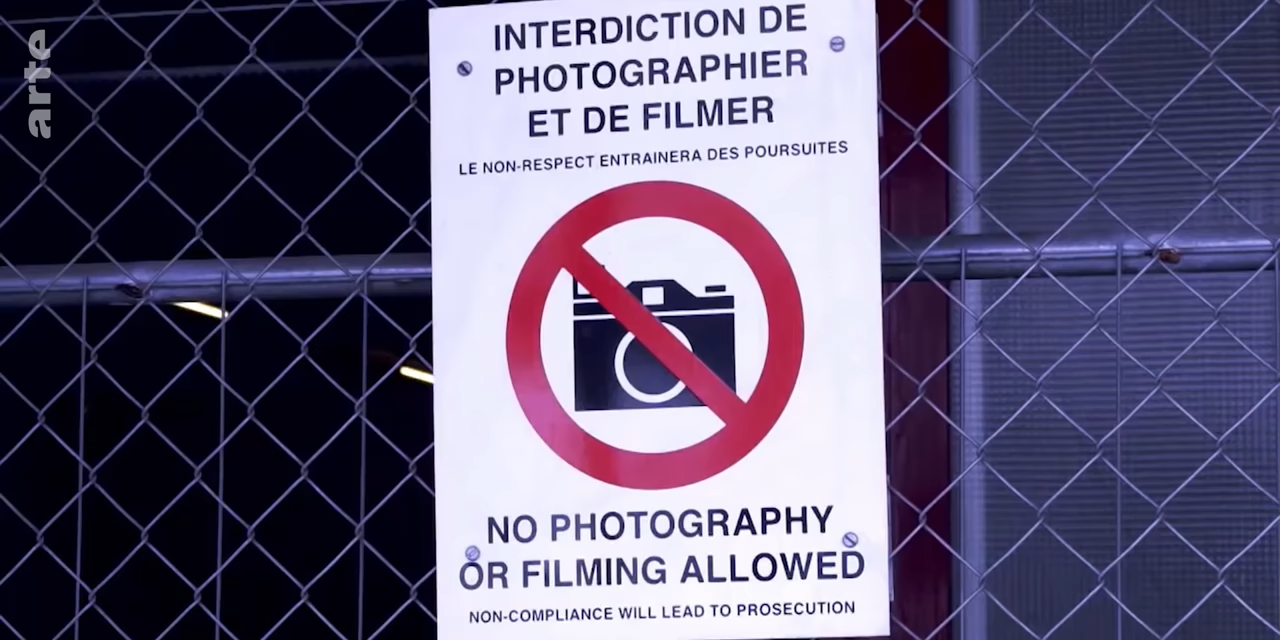 arte
INTERDICTION DE
PHOTOGRAPHIER
ET DE FILMER
LE NON-RESPECT ENTRAINERA DES POURSUITES
NO PHOTOGRAPHY
OR FILMING ALLOWED
NON-COMPLIANCE WILL LEAD TO PROSECUTION